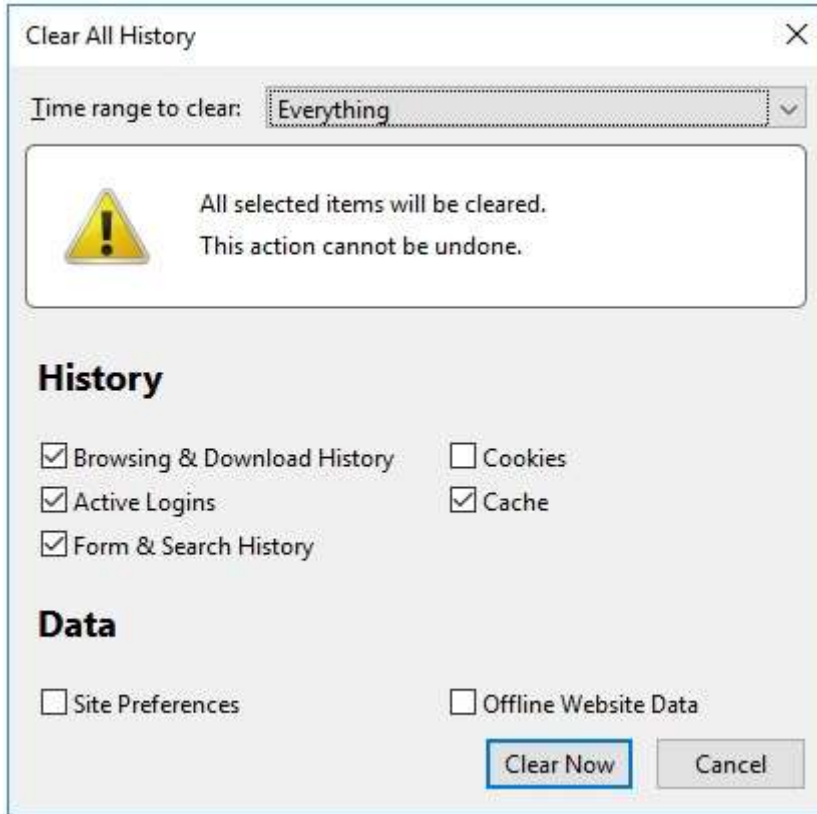 Clear All History
Time range to clear: Everything
All selected items will be cleared.
This action cannot be undone.
History
Browsing & Download History Cookies
Active Logins Cache
Form & Search History
Data
Site Preferences Offline Website Data
Clear Now Cancel